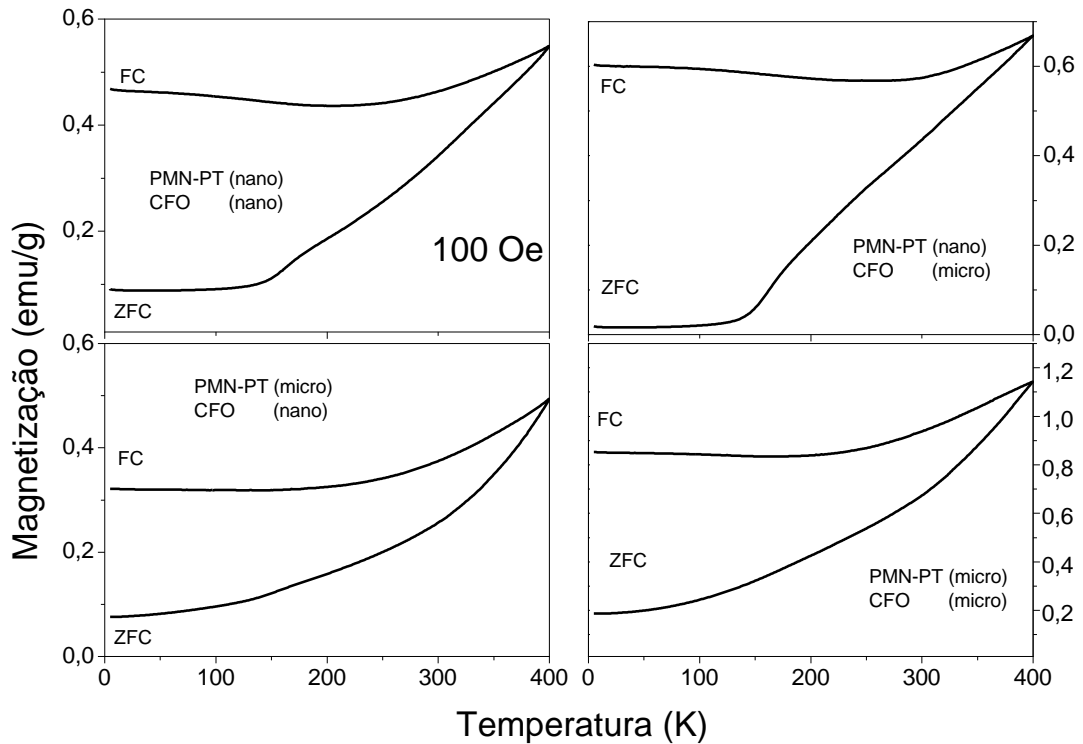 0,6
0,4
0,2
FC
PMN-PT (nano)
CFO (nano)
100 Oe
ZFC
FC
PMN-PT (nano)
CFO (micro)
ZFC
0,6
0,4
0,2
0,0
0,6
0,4
0,2
0,0
PMN-PT (micro)
CFO (nano)
FC
ZFC
0 100 200 300 400
FC
ZFC
PMN-PT (micro)
CFO (micro)
1,2
1,0
0,8
0,6
0,4
0,2
0 100 200 300 400
Magnetização (emu/g)
Temperatura (K)